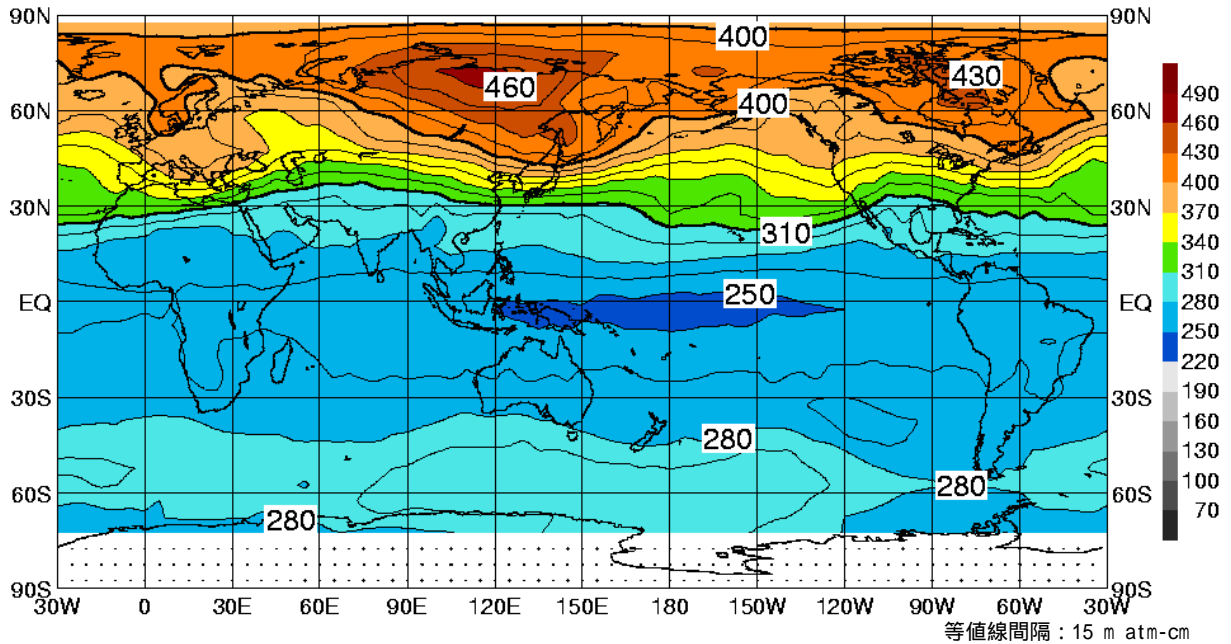 90N 90N
400
460 430
60N 400 60N
30N 30N
310
EQ 250 EQ
30S 30S
280 280
60S 280 60S
90S 90S
30W 0 30E 60E 90E 120E 150E 180 150W 120W 90W 60W 30W
490
460
430
400
370
340
310
280
250
220
190
160
130
100
70
等値線間隔：15 m atm-cm